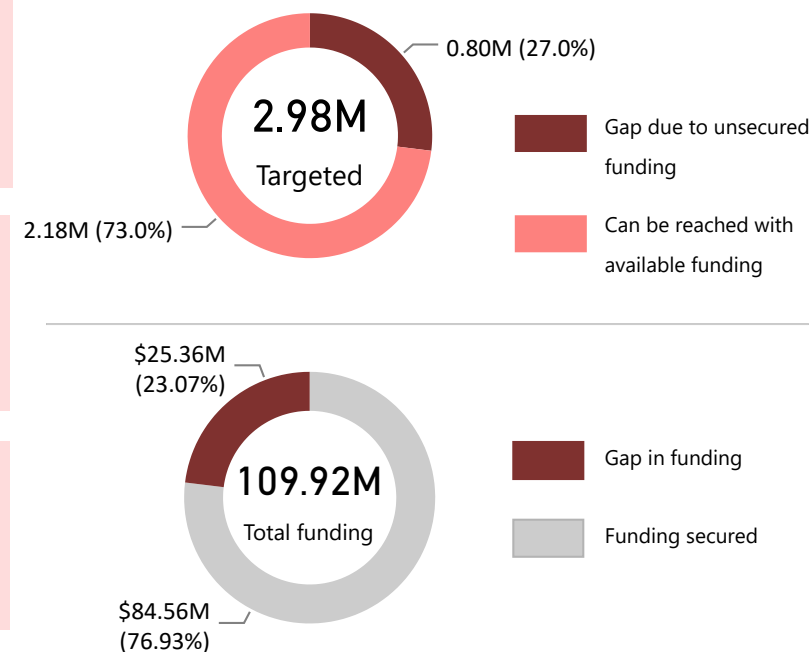 0.80M (27.0%)
2.98M
Targeted
2.18M (73.0%)
Gap due to unsecured
funding
Can be reached with
available funding
$25.36M
(23.07%)
109.92M
Total funding
$84.56M
(76.93%)
Gap in funding
Funding secured